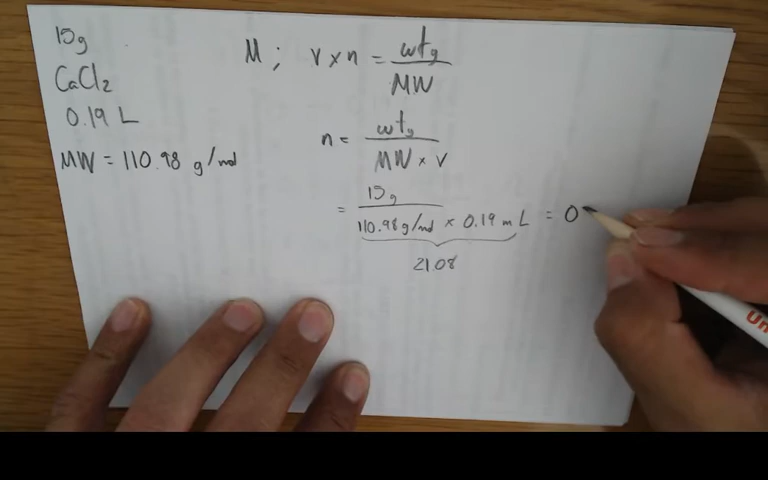 15g
CaCl2
0.19 L
MW = 110.98 g/mol
M ; v x n = wtg / MW
n = wtg / MW x V
= 15g / 110.98 g/mol x 0.19 m L = 0
21.08
Un